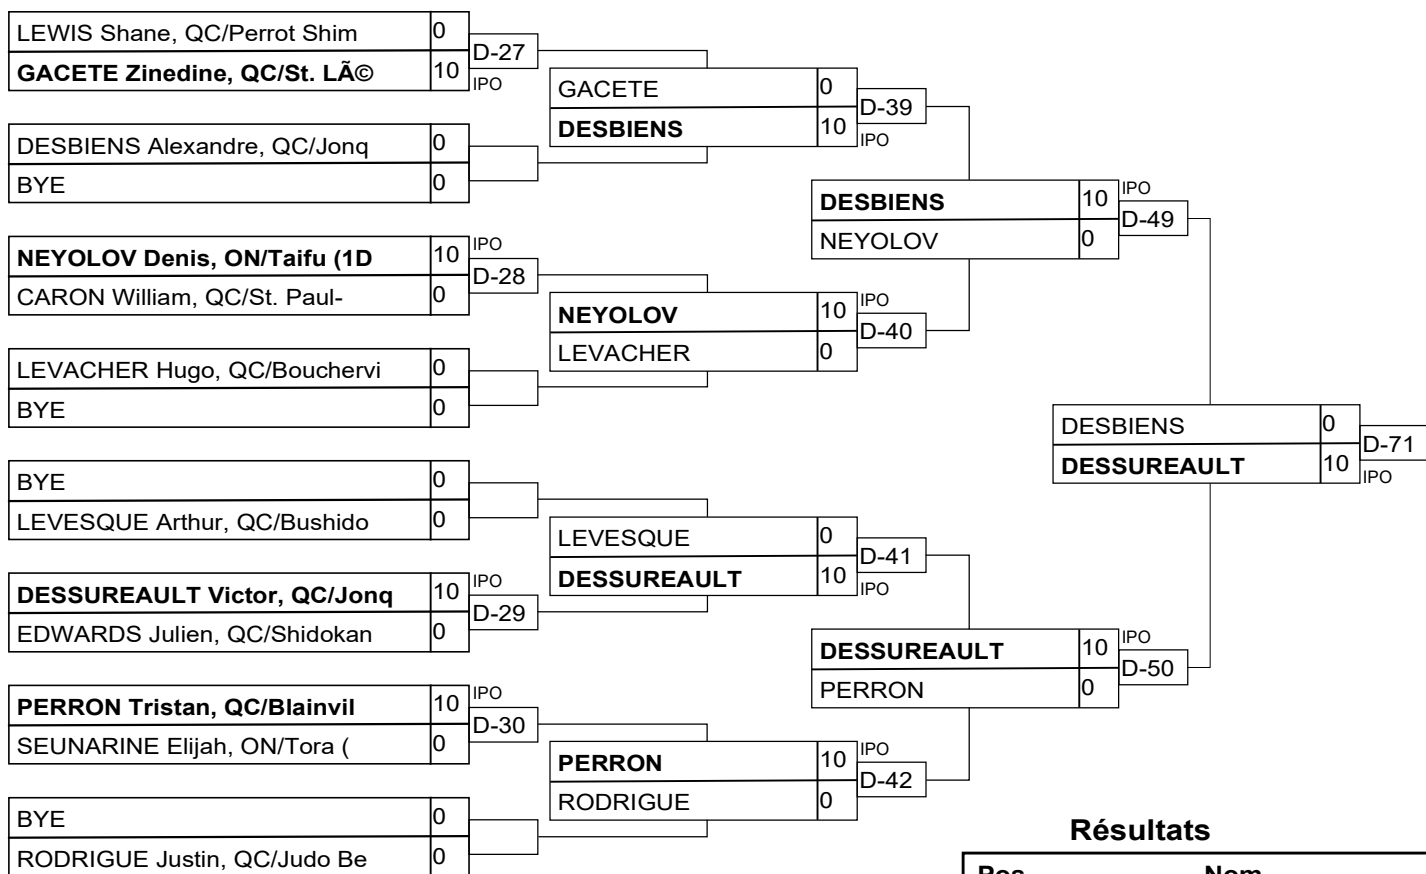 LEWIS Shane, QC/Perrot Shim 0
D-27
GACETE Zinedine, QC/St. LÃ© 10 IPO
DESBIENS Alexandre, QC/Jonq 0
BYE 0
NEYOLOV Denis, ON/Taifu (1D 10 IPO
D-28
CARON William, QC/St. Paul- 0
LEVACHER Hugo, QC/Bouchervi 0
BYE 0
BYE 0
LEVESQUE Arthur, QC/Bushido 0
DESSUREAULT Victor, QC/Jonq 10 IPO
D-29
EDWARDS Julien, QC/Shidokan 0
PERRON Tristan, QC/Blainvil 10 IPO
D-30
SEUNARINE Elijah, ON/Tora ( 0
BYE 0
RODRIGUE Justin, QC/Judo Be 0
GACETE 0
D-39
DESBIENS 10 IPO
NEYOLOV 10 IPO
D-40
LEVACHER 0
LEVESQUE 0
D-41
DESSUREAULT 10 IPO
PERRON 10 IPO
D-42
RODRIGUE 0
DESBIENS 10 IPO
D-49
NEYOLOV 0
DESSUREAULT 10 IPO
D-50
PERRON 0
DESBIENS 0
D-71
DESSUREAULT 10 IPO
Résultats
Pos Nom